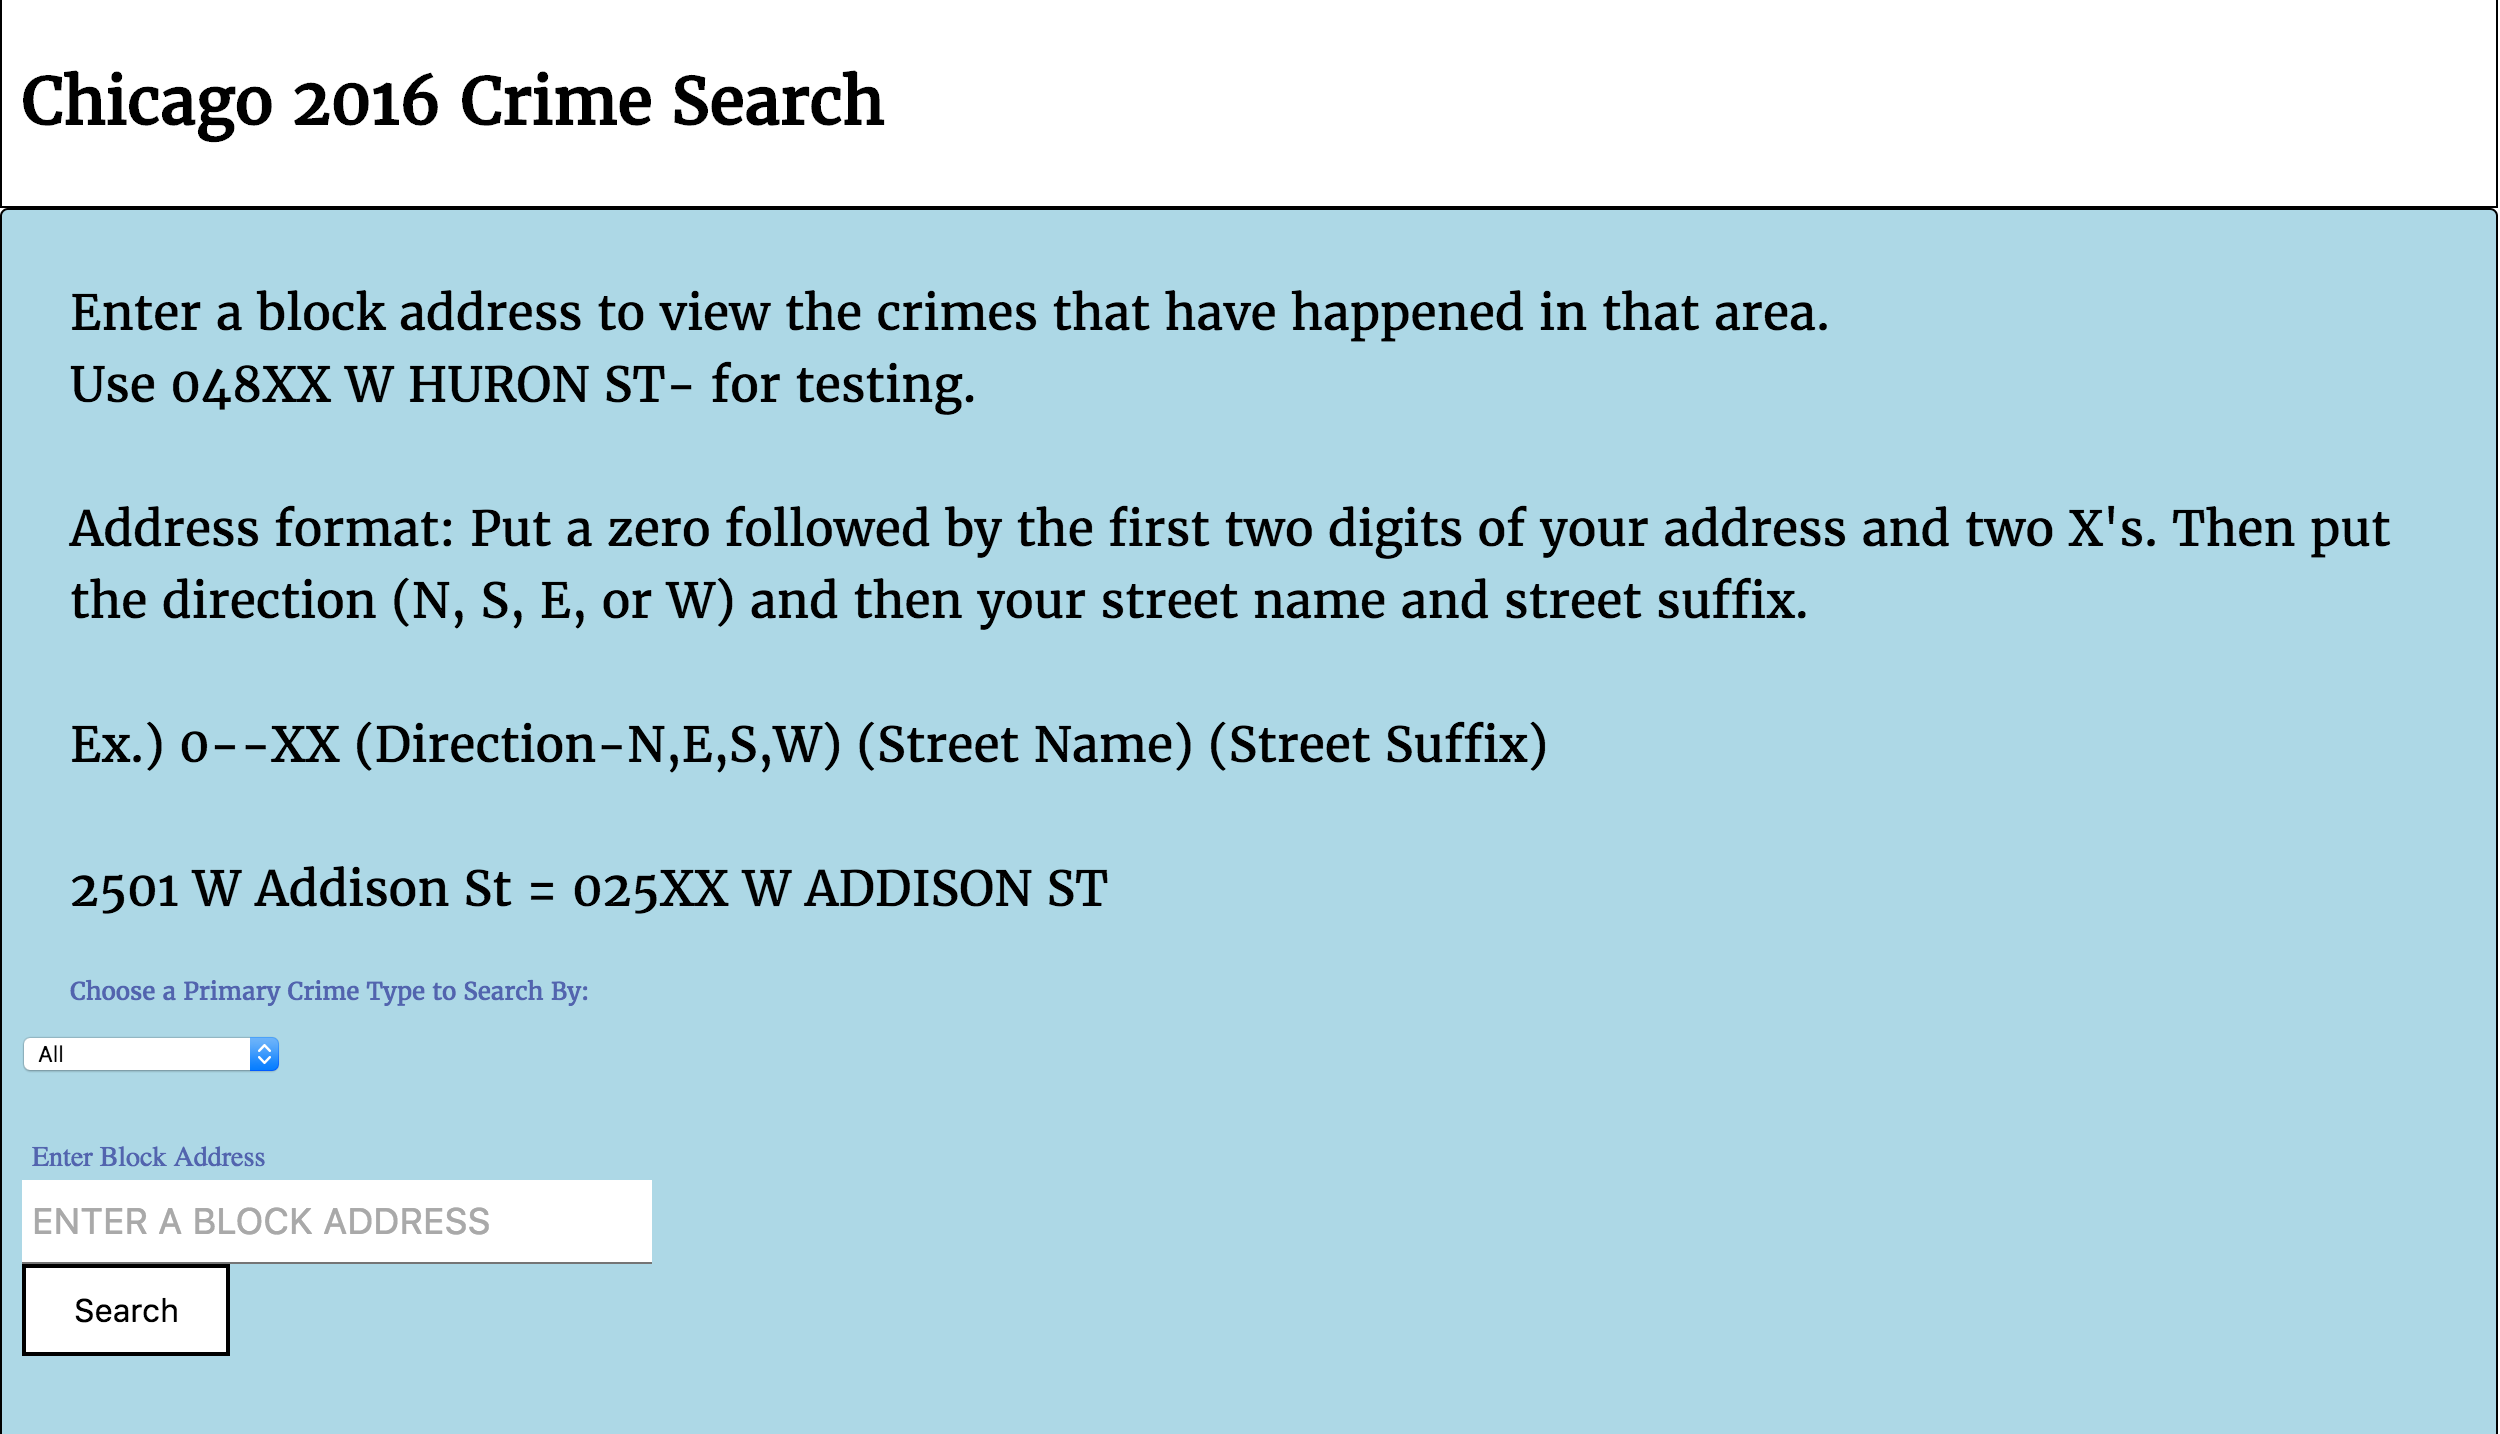 Chicago 2016 Crime Search
Enter a block address to view the crimes that have happened in that area.
Use 048XX W HURON ST- for testing.
Address format: Put a zero followed by the first two digits of your address and two X's. Then put
the direction (N, S, E, or W) and then your street name and street suffix.
Ex.) 0--XX (Direction-N,E,S,W) (Street Name) (Street Suffix)
2501 W Addison St = 025XX W ADDISON ST
Choose a Primary Crime Type to Search By:
All
Enter Block Address
ENTER A BLOCK ADDRESS
Search